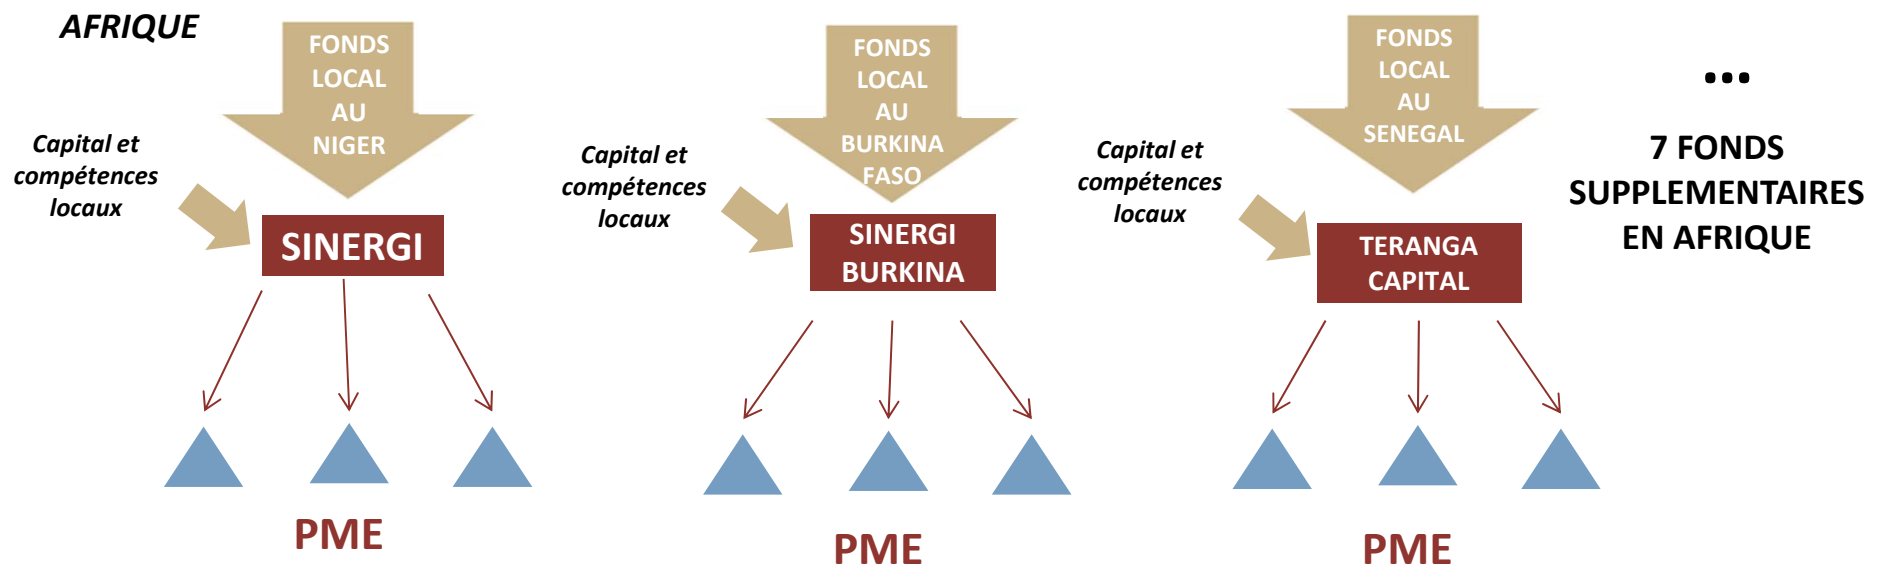 AFRIQUE
FONDS
LOCAL
AU
NIGER
Capital et
compétences
locaux
SINERGI
PME
FONDS
LOCAL
AU
BURKINA
FASO
Capital et
compétences
locaux
SINERGI
BURKINA
PME
FONDS
LOCAL
AU
SENEGAL
Capital et
compétences
locaux
TERANGA
CAPITAL
PME
...
7 FONDS
SUPPLEMENTAIRES
EN AFRIQUE